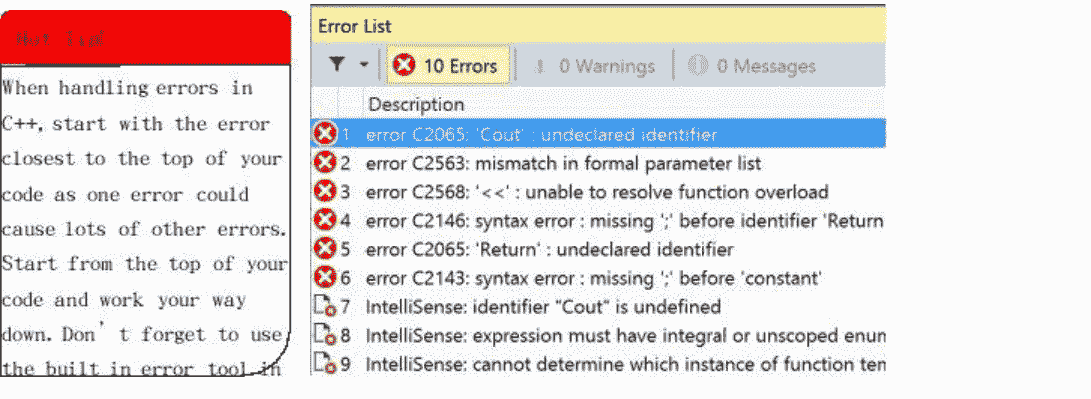 When handling errors in
C++, start with the error
closest to the top of your
code as one error could
cause lots of other errors.
Start from the top of your
code and work your way
down. Don't forget to use
the built in error tool in
Error List
10 Errors
0 Warnings
0 Messages
Description
1 error C2065: 'Cout' : undeclared identifier
2 error C2563: mismatch in formal parameter list
3 error C2568: '<<' : unable to resolve function overload
4 error C2146: syntax error : missing ';' before identifier 'Return
5 error C2065: 'Return' : undeclared identifier
6 error C2143: syntax error : missing ';' before 'constant'
7 IntelliSense: identifier "Cout" is undefined
8 IntelliSense: expression must have integral or unscoped enun
9 IntelliSense: cannot determine which instance of function ten